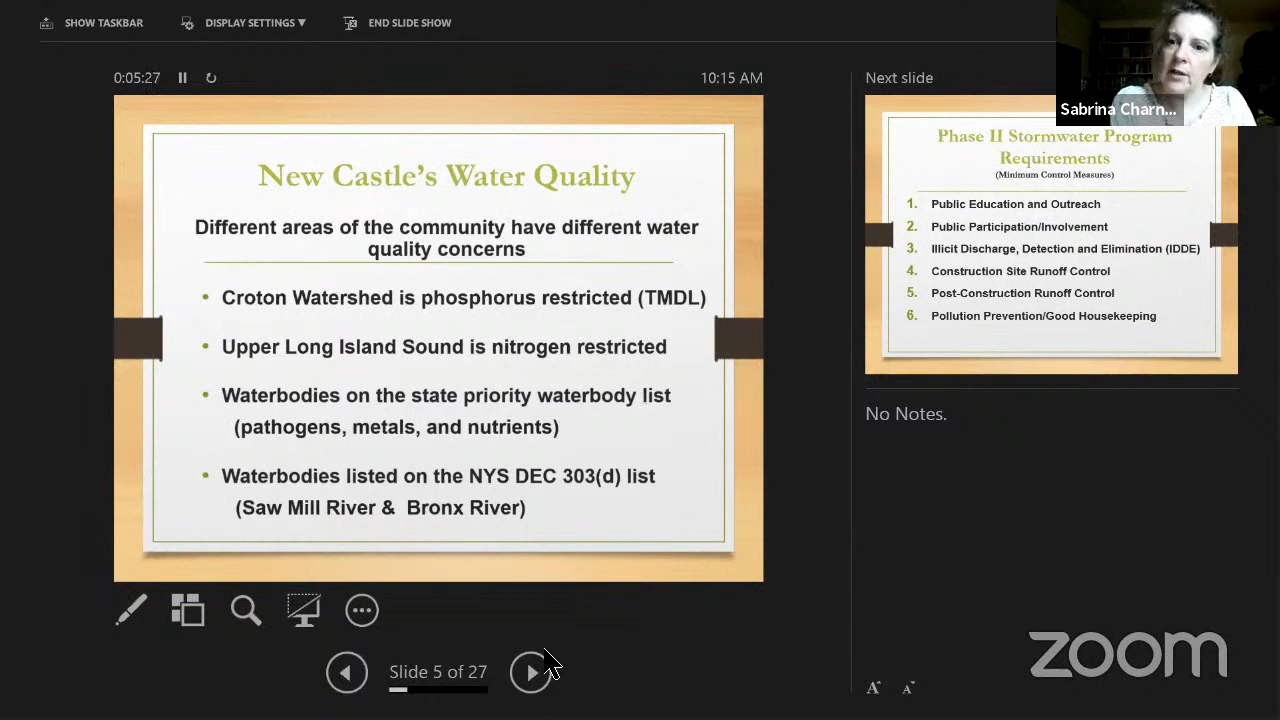 SHOW TASKBAR
DISPLAY SETTINGS ▼
END SLIDE SHOW
0:05:27
10:15 AM
New Castle’s Water Quality
Different areas of the community have different water
quality concerns
• Croton Watershed is phosphorus restricted (TMDL)
• Upper Long Island Sound is nitrogen restricted
• Waterbodies on the state priority waterbody list
(pathogens, metals, and nutrients)
• Waterbodies listed on the NYS DEC 303(d) list
(Saw Mill River & Bronx River)
Slide 5 of 27
Next slide
Sabrina Charn...
Phase II Stormwater Program
Requirements
(Minimum Control Measures)
1. Public Education and Outreach
2. Public Participation/Involvement
3. Illicit Discharge, Detection and Elimination (IDDE)
4. Construction Site Runoff Control
5. Post-Construction Runoff Control
6. Pollution Prevention/Good Housekeeping
No Notes.
A A
zoom